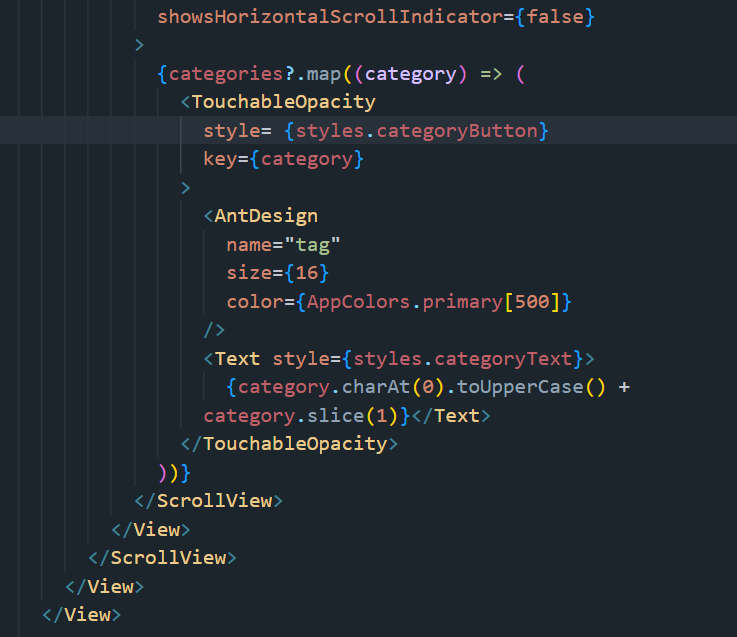 showsHorizontalScrollIndicator={false}
>
{categories?.map((category) => (
<TouchableOpacity
style= {styles.categoryButton}
key={category}
>
<AntDesign
name="tag"
size={16}
color={AppColors.primary[500]}
/>
<Text style={styles.categoryText}>
{category.charAt(0).toUpperCase() +
category.slice(1)}</Text>
</TouchableOpacity>
))}
</ScrollView>
</View>
</ScrollView>
</View>
</View>